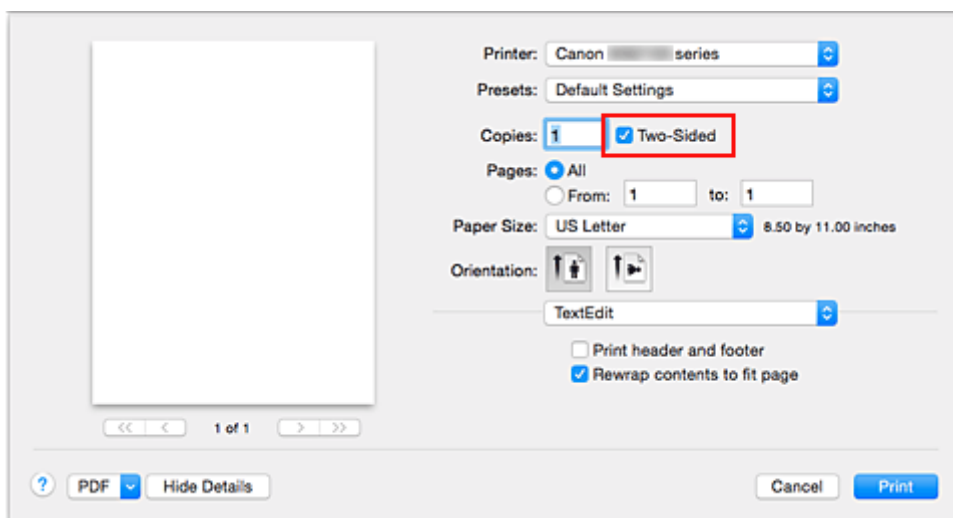 Printer: Canon series
Presets: Default Settings
Copies: 1 Two-Sided
Pages: All
From: 1 to: 1
Paper Size: US Letter 8.50 by 11.00 inches
Orientation:
TextEdit
Print header and footer
Rewrap contents to fit page
<< < 1 of 1 > >>
? PDF Hide Details Cancel Print